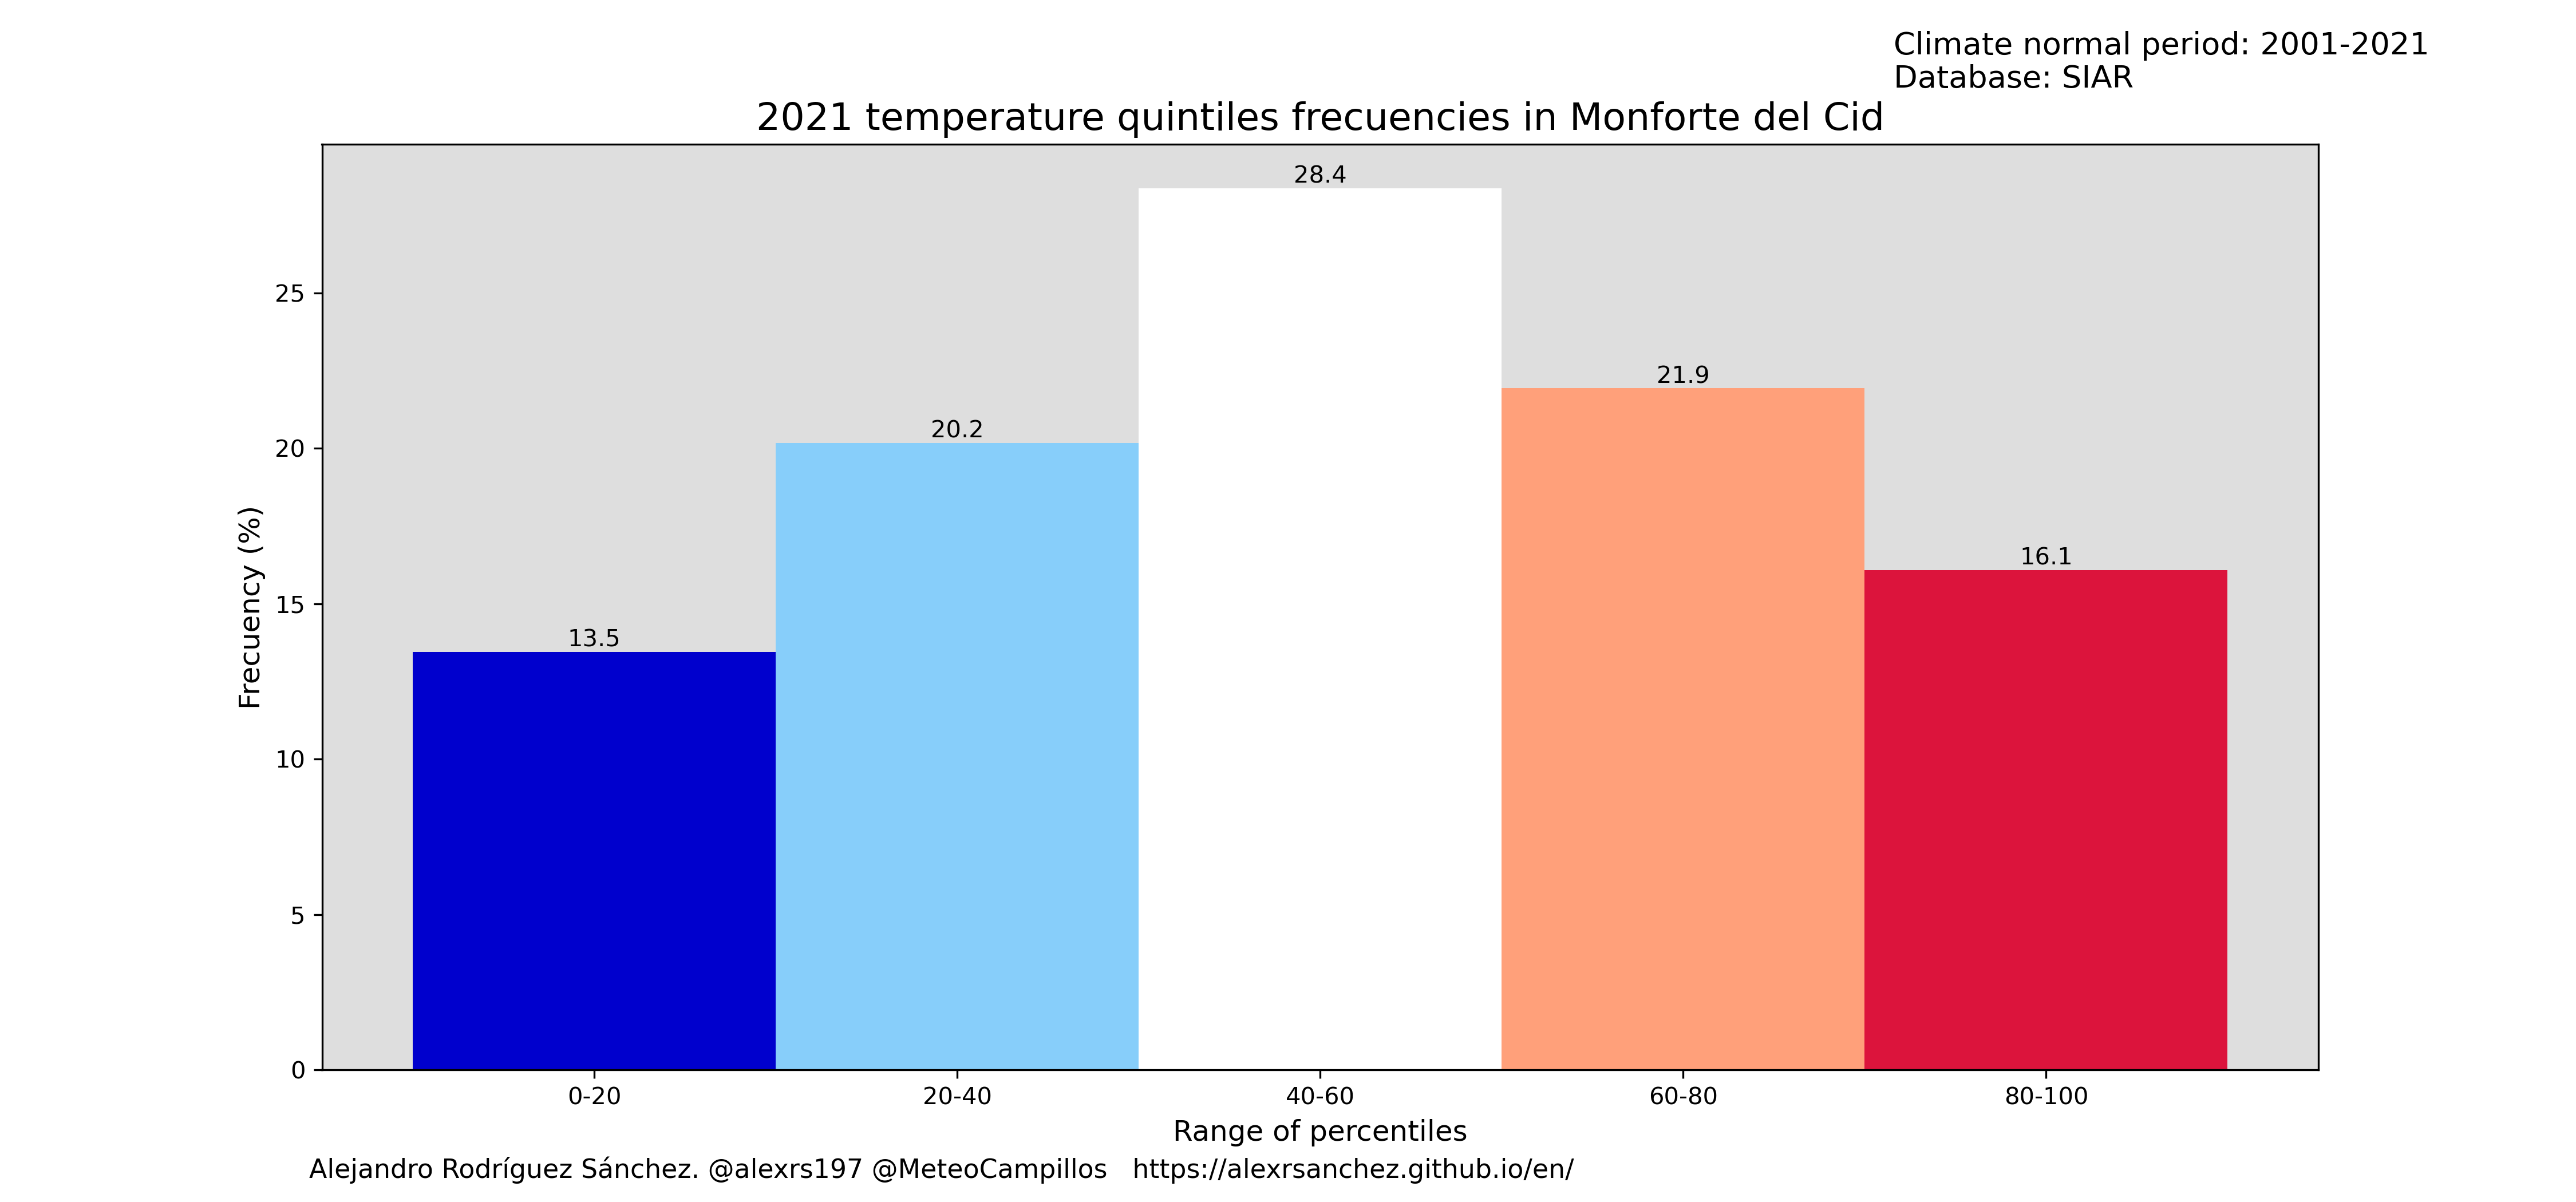 Climate normal period: 2001-2021
Database: SIAR
2021 temperature quintiles frecuencies in Monforte del Cid
28.4
25
21.9
20.2
20
16.1
15
13.5
10
5
0
Frecuency (%)
0-20 20-40 40-60 60-80 80-100
Range of percentiles
Alejandro Rodríguez Sánchez. @alexrs197 @MeteoCampillos https://alexrsanchez.github.io/en/